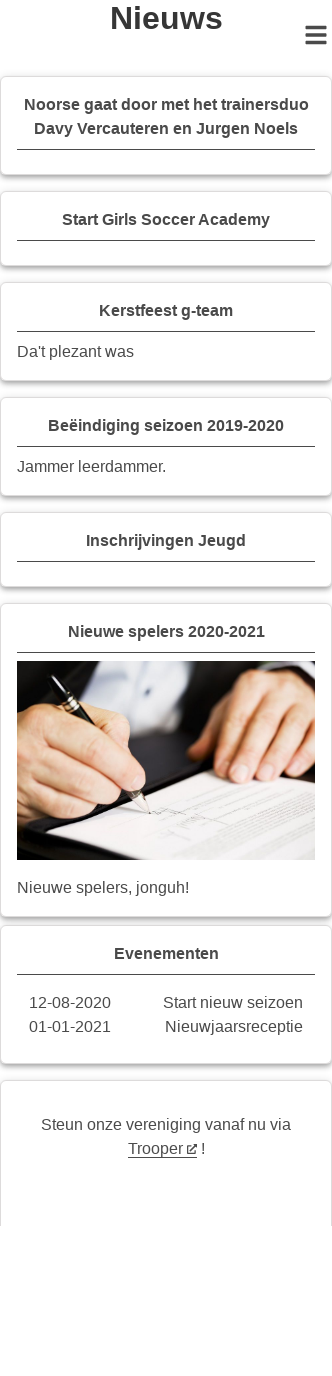 Nieuws
Noorse gaat door met het trainersduo
Davy Vercauteren en Jurgen Noels
Start Girls Soccer Academy
Kerstfeest g-team
Da't plezant was
Beëindiging seizoen 2019-2020
Jammer leerdammer.
Inschrijvingen Jeugd
Nieuwe spelers 2020-2021
Nieuwe spelers, jonguh!
Evenementen
12-08-2020 Start nieuw seizoen
01-01-2021 Nieuwjaarsreceptie
Steun onze vereniging vanaf nu via
Trooper !